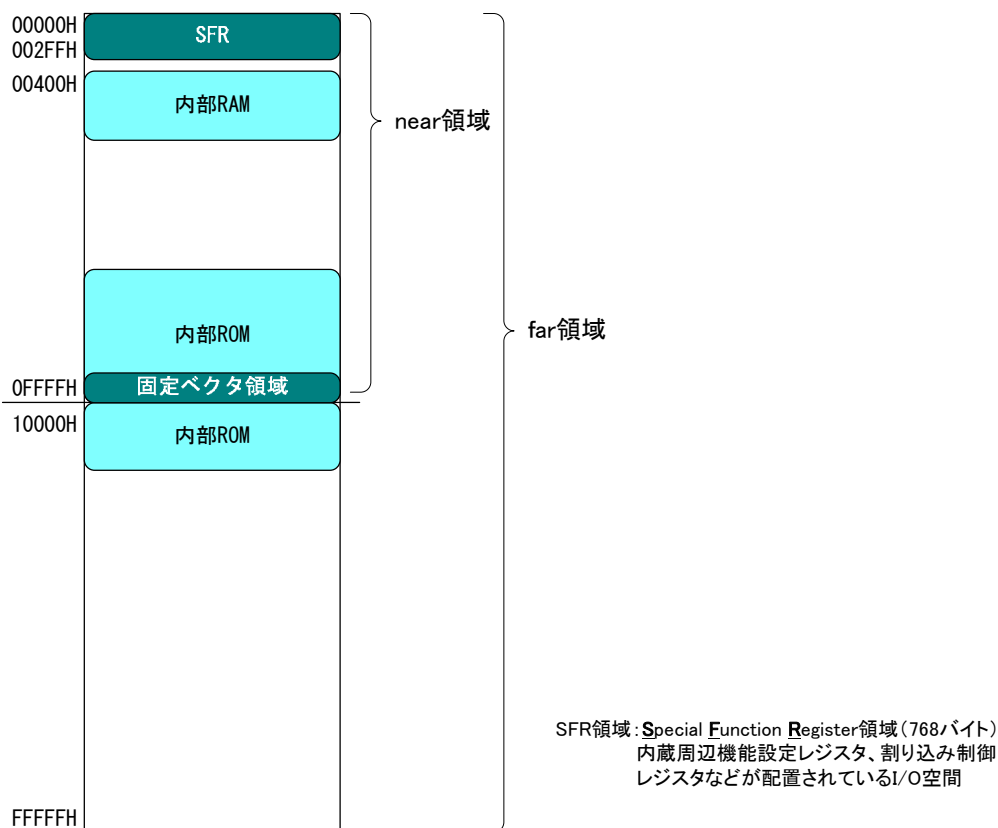 00000H
SFR
002FFH
00400H
内部RAM
near領域
far領域
内部ROM
0FFFFH
固定ベクタ領域
10000H
内部ROM
SFR領域:Special Function Register領域(768バイト)
内蔵周辺機能設定レジスタ、割り込み制御
レジスタなどが配置されているI/O空間
FFFFFH